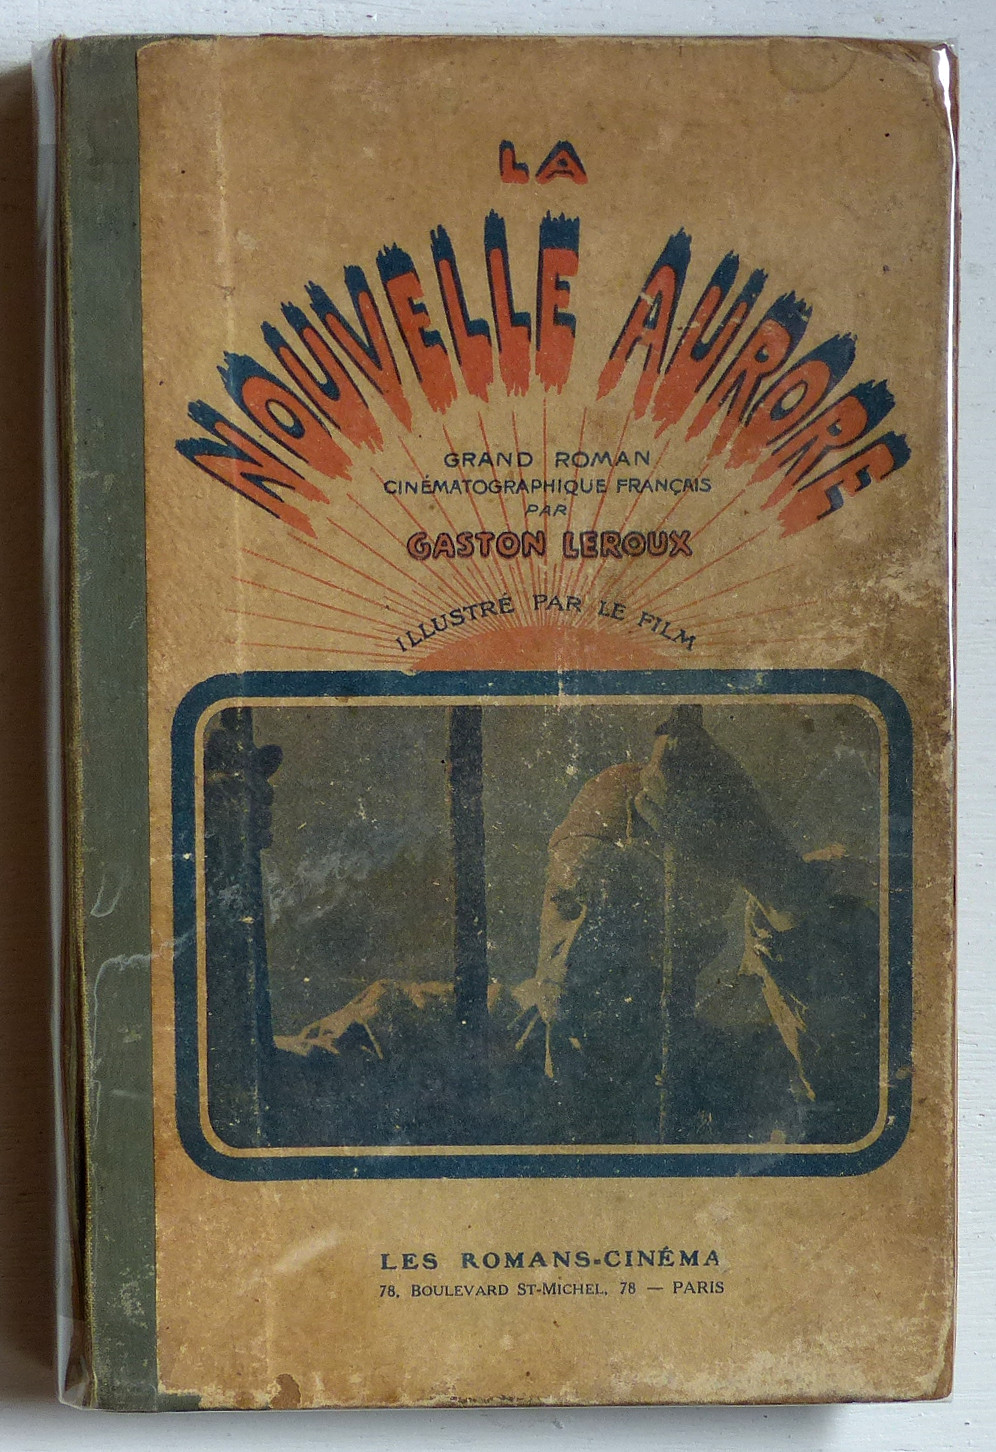 LA
NOUVELLE AURORE
GRAND ROMAN
CINÉMATOGRAPHIQUE FRANÇAIS
PAR
GASTON LEROUX
ILLUSTRÉ PAR LE FILM
LES ROMANS-CINÉMA
78, BOULEVARD ST-MICHEL, 78 — PARIS